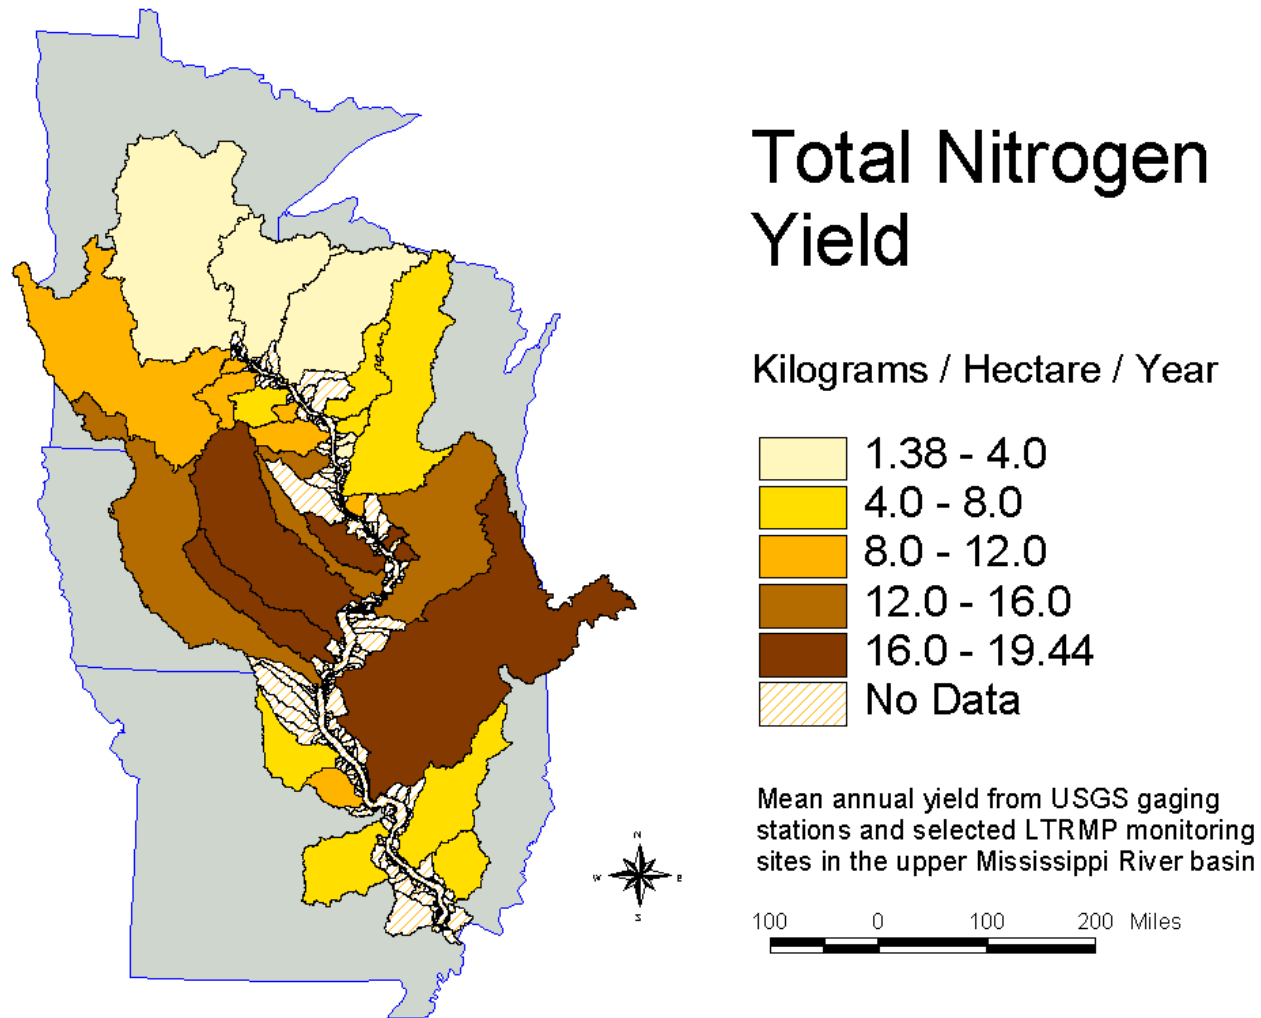 Total Nitrogen
Yield
Kilograms / Hectare / Year
1.38 - 4.0
4.0 - 8.0
8.0 - 12.0
12.0 - 16.0
16.0 - 19.44
No Data
Mean annual yield from USGS gaging
stations and selected LTRMP monitoring
sites in the upper Mississippi River basin
N
W E
S
100 0 100 200 Miles